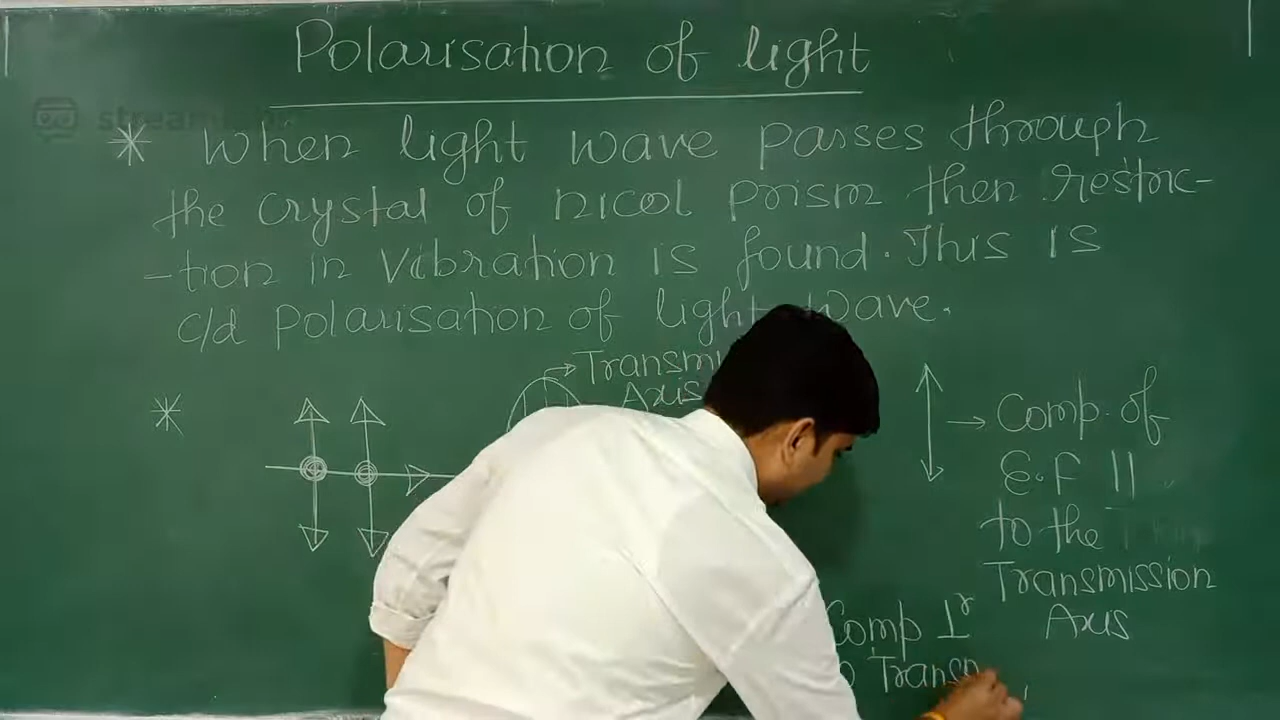 Polarisation of light
* When light wave passes through
the crystal of nicol prism then restric-
-tion in vibration is found. This is
c/d polarisation of light wave.
Transmi
Axis
*
Comp. of
E.F ||
to the
Transmission
Axis
Comp ⊥r
Transm